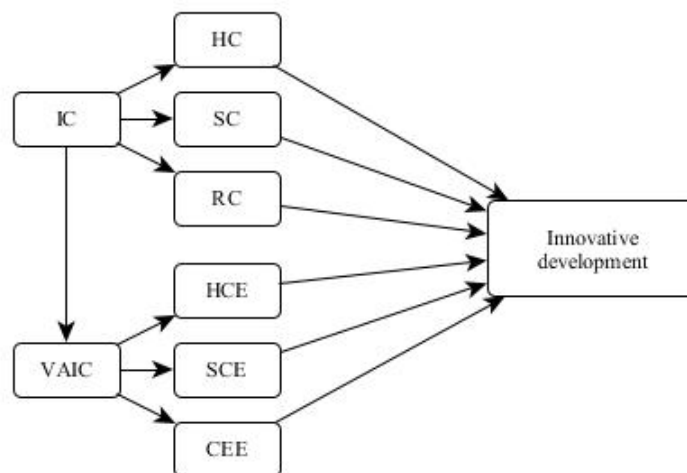 HC
IC
SC
RC
Innovative
development
HCE
VAIC
SCE
CEE